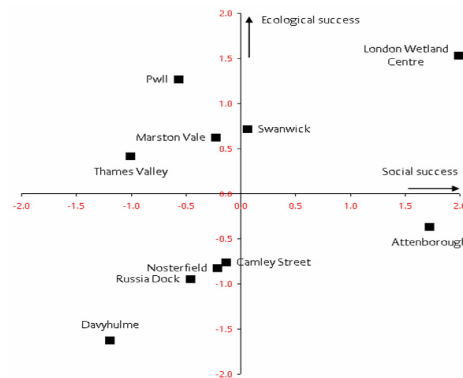 2.0
Ecological success
London Wetland
Centre
1.5
Pwll
1.0
Swanwick
Marston Vale
0.5
Thames Valley
Social success
0.0
-2.0 -1.5 -1.0 -0.5 0.0 0.5 1.0 1.5 2.0
Attenborough
-0.5
Camley Street
Nosterfield
Russia Dock
-1.0
Davyhulme
-1.5
-2.0